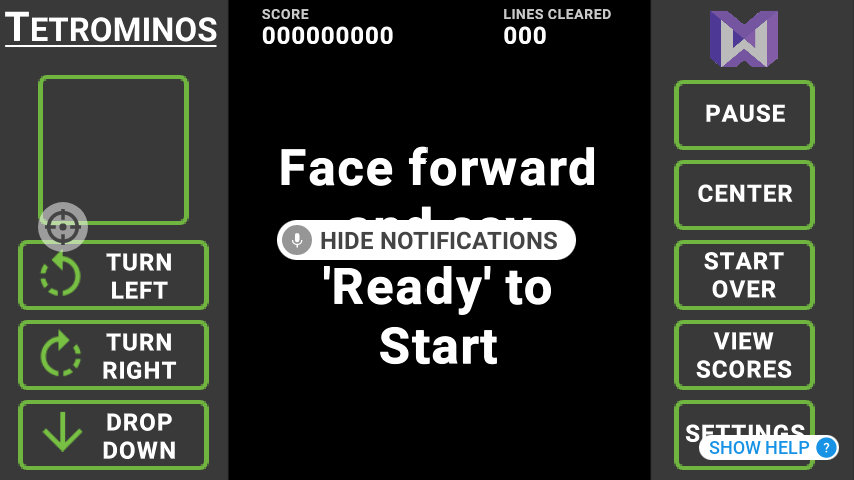 TETROMINOS
SCORE
000000000
LINES CLEARED
000
Face forward
HIDE NOTIFICATIONS
'Ready' to
Start
TURN
LEFT
TURN
RIGHT
DROP
DOWN
PAUSE
CENTER
START
OVER
VIEW
SCORES
SETTINGS
SHOW HELP ?